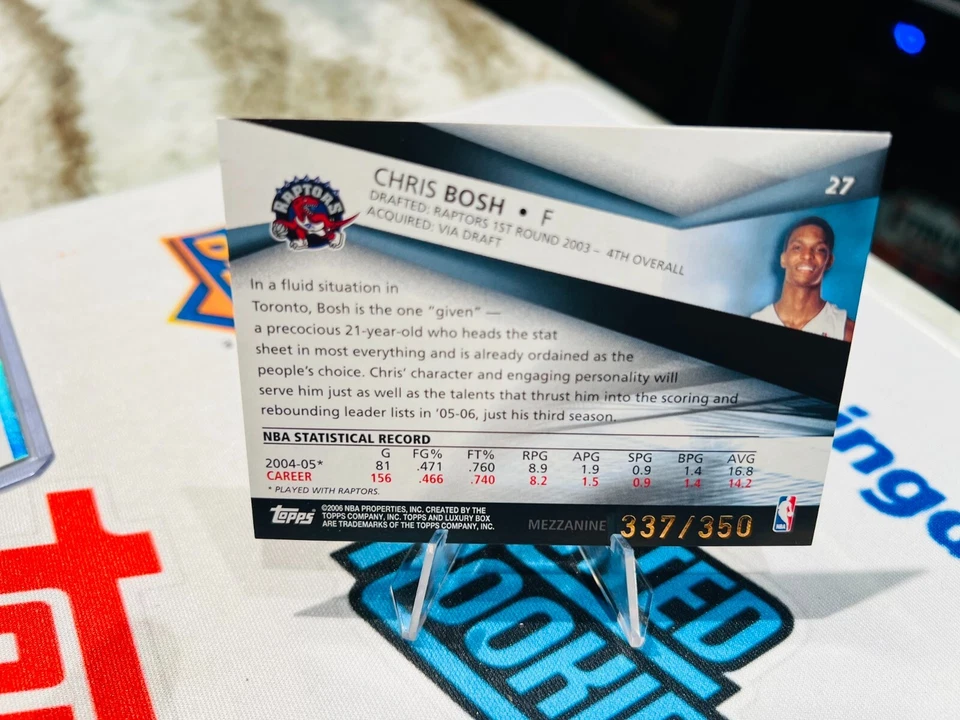 27
RAPTORS
CHRIS BOSH • F
DRAFTED: RAPTORS 1ST ROUND 2003 – 4TH OVERALL
ACQUIRED: VIA DRAFT
In a fluid situation in
Toronto, Bosh is the one “given” —
a precocious 21-year-old who heads the stat
sheet in most everything and is already ordained as the
people's choice. Chris' character and engaging personality will
serve him just as well as the talents that thrust him into the scoring and
rebounding leader lists in '05-06, just his third season.
NBA STATISTICAL RECORD
G FG% FT% RPG APG SPG BPG AVG
2004-05* 81 .471 .760 8.9 1.9 0.9 1.4 16.8
CAREER 156 .466 .740 8.2 1.5 0.9 1.4 14.2
* PLAYED WITH RAPTORS.
Topps
©2006 NBA PROPERTIES, INC. CREATED BY THE
TOPPS COMPANY, INC. TOPPS AND LUXURY BOX
ARE TRADEMARKS OF THE TOPPS COMPANY, INC.
MEZZANINE 337/350
NBA